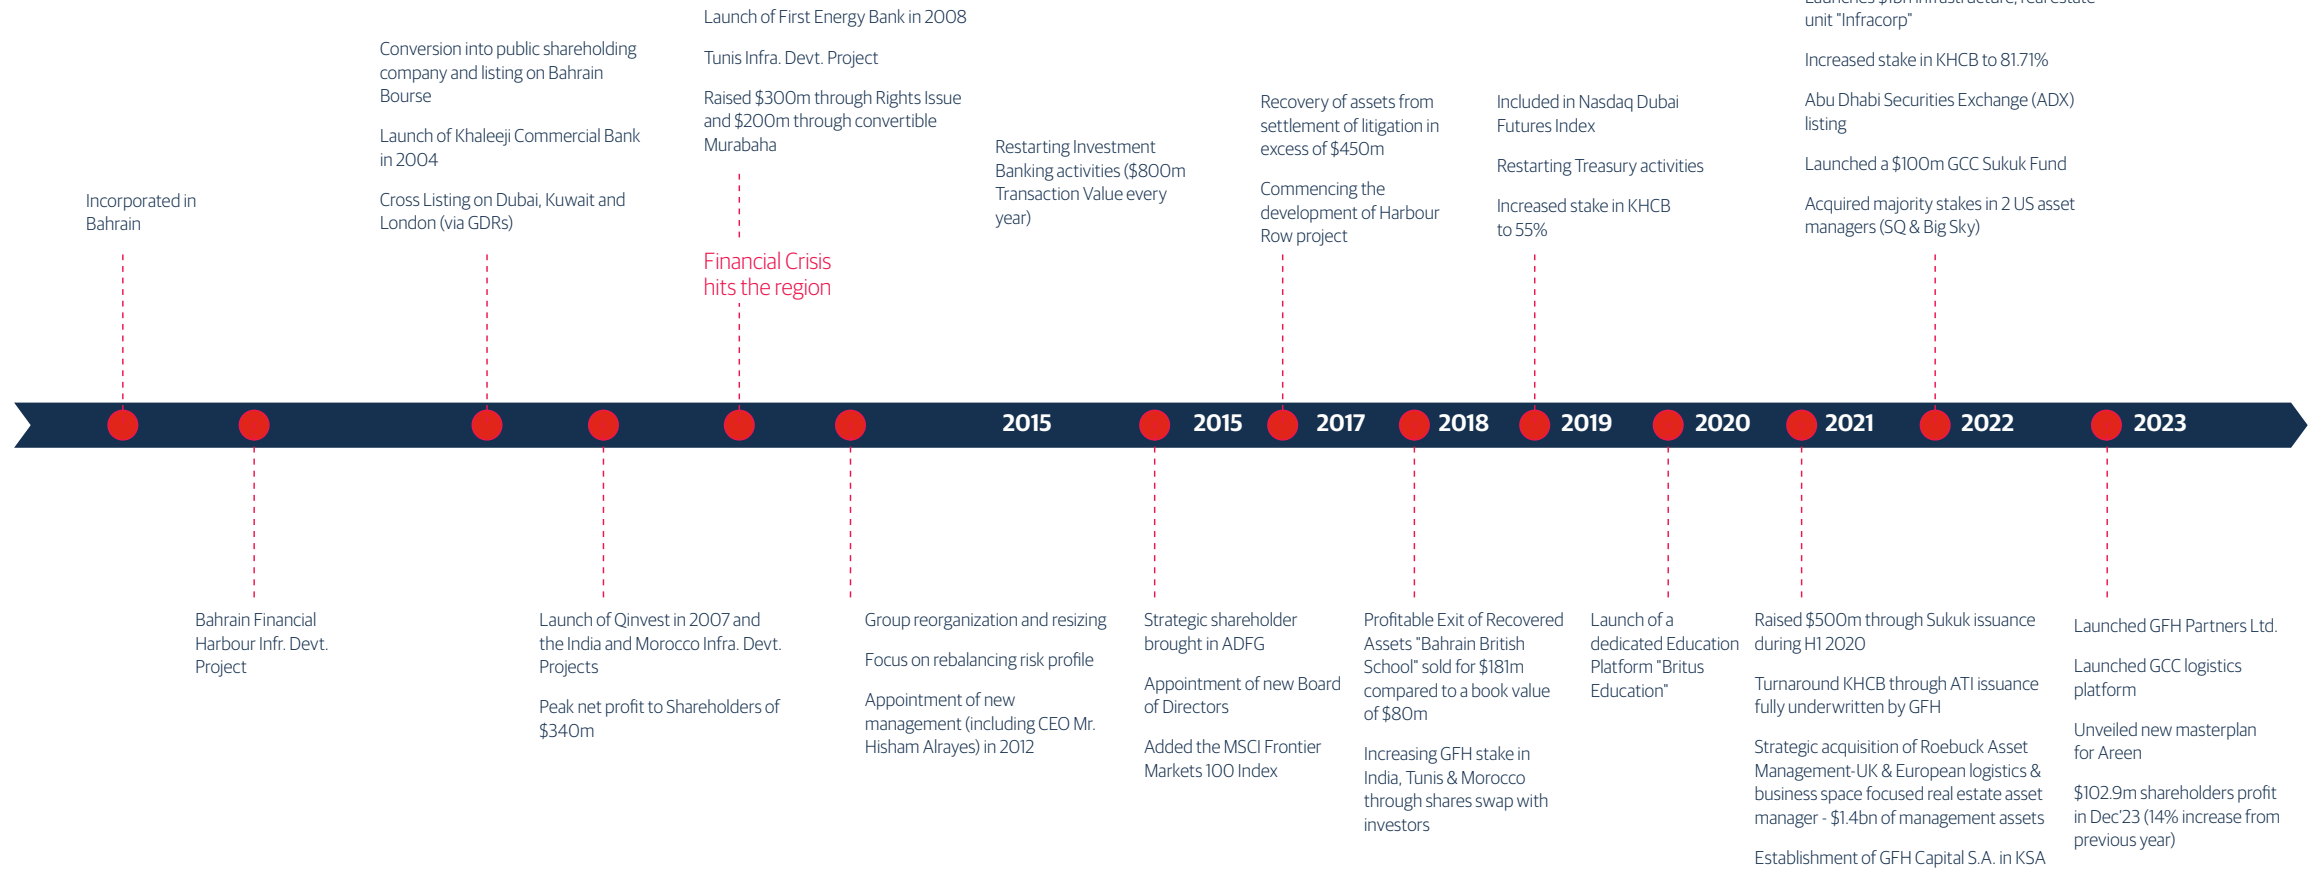 Incorporated in
Bahrain
Conversion into public shareholding
company and listing on Bahrain
Bourse
Launch of Khaleeji Commercial Bank
in 2004
Cross Listing on Dubai, Kuwait and
London (via GDRs)
Launch of First Energy Bank in 2008
Tunis Infra. Devt. Project
Raised $300m through Rights Issue
and $200m through convertible
Murabaha
Financial Crisis
hits the region
Restarting Investment
Banking activities ($800m
Transaction Value every
year)
Recovery of assets from
settlement of litigation in
excess of $450m
Commencing the
development of Harbour
Row project
Included in Nasdaq Dubai
Futures Index
Restarting Treasury activities
Increased stake in KHCB
to 55%
Launches $1bn infrastructure, real estate
unit "Infracorp"
Increased stake in KHCB to 81.71%
Abu Dhabi Securities Exchange (ADX)
listing
Launched a $100m GCC Sukuk Fund
Acquired majority stakes in 2 US asset
managers (SQ & Big Sky)
2015
2015
2017
2018
2019
2020
2021
2022
2023
Bahrain Financial
Harbour Infr. Devt.
Project
Launch of Qinvest in 2007 and
the India and Morocco Infra. Devt.
Projects
Peak net profit to Shareholders of
$340m
Group reorganization and resizing
Focus on rebalancing risk profile
Appointment of new
management (including CEO Mr.
Hisham Alrayes) in 2012
Strategic shareholder
brought in ADFG
Appointment of new Board
of Directors
Added the MSCI Frontier
Markets 100 Index
Profitable Exit of Recovered
Assets "Bahrain British
School" sold for $181m
compared to a book value
of $80m
Increasing GFH stake in
India, Tunis & Morocco
through shares swap with
investors
Launch of a
dedicated Education
Platform "Britus
Education"
Raised $500m through Sukuk issuance
during H1 2020
Turnaround KHCB through ATI issuance
fully underwritten by GFH
Strategic acquisition of Roebuck Asset
Management-UK & European logistics &
business space focused real estate asset
manager - $1.4bn of management assets
Establishment of GFH Capital S.A. in KSA
Launched GFH Partners Ltd.
Launched GCC logistics
platform
Unveiled new masterplan
for Areen
$102.9m shareholders profit
in Dec'23 (14% increase from
previous year)